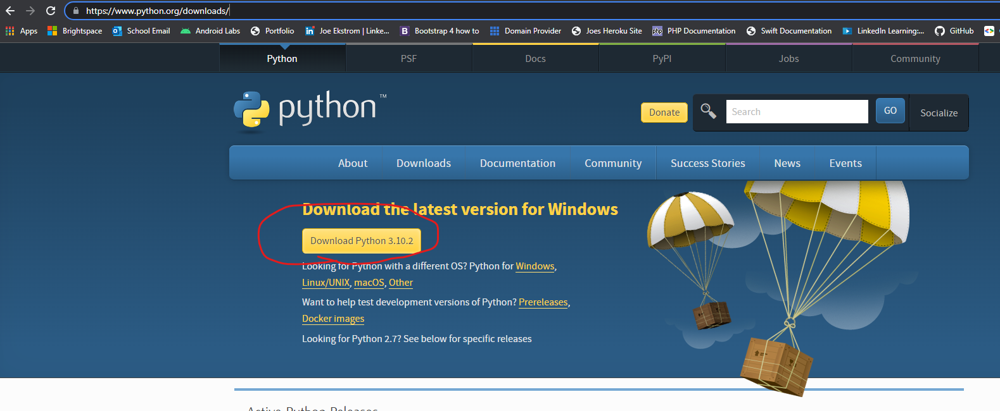 https://www.python.org/downloads/
Apps Brightspace School Email Android Labs Portfolio Joe Ekstrom | Linke... Bootstrap 4 how to Domain Provider Joes Heroku Site PHP Documentation Swift Documentation LinkedIn Learning:... GitHub
Python PSF Docs PyPI Jobs Community
python™
Donate Search GO Socialize
About Downloads Documentation Community Success Stories News Events
Download the latest version for Windows
Download Python 3.10.2
Looking for Python with a different OS? Python for Windows,
Linux/UNIX, macOS, Other
Want to help test development versions of Python? Prereleases,
Docker images
Looking for Python 2.7? See below for specific releases
Active Python Releases